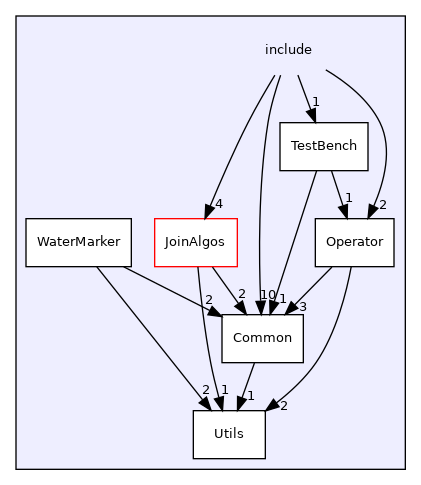 include
1
TestBench
4
1
2
WaterMarker
JoinAlgos
Operator
2
2
10
1
3
Common
2
1
1
2
Utils